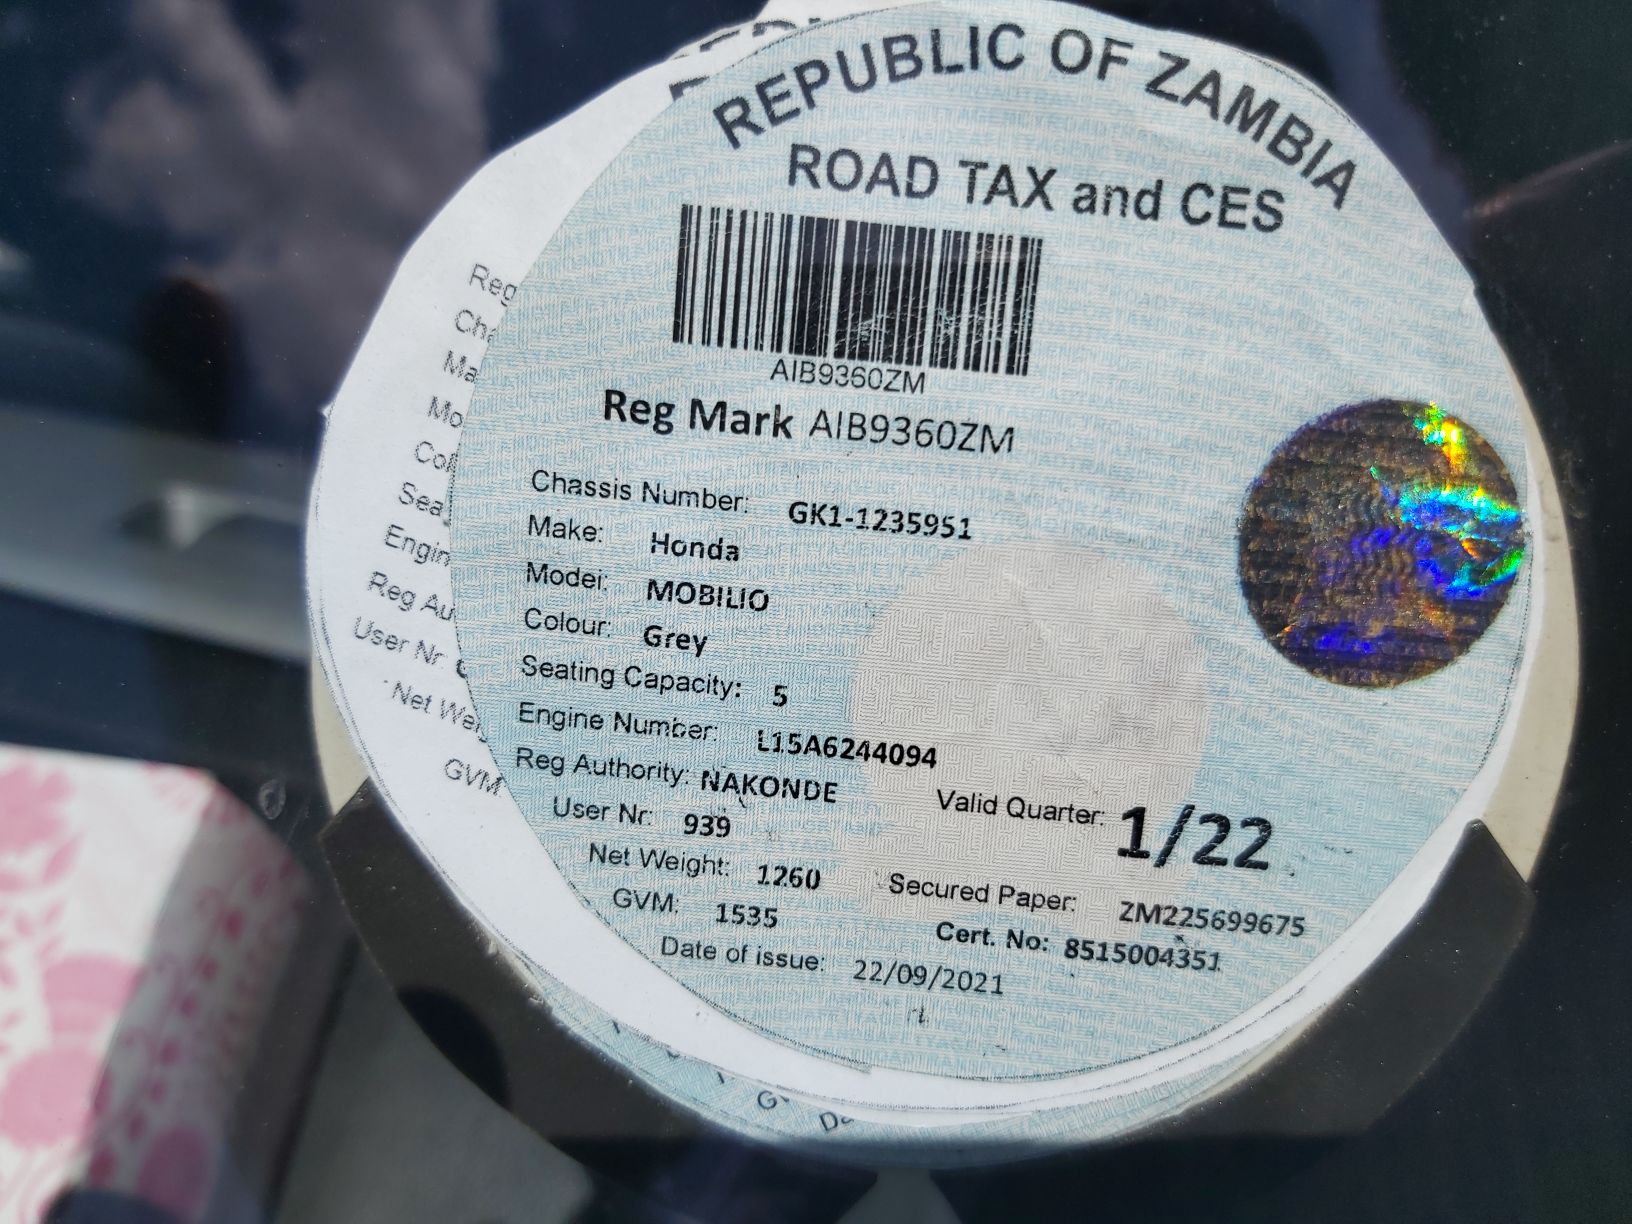 REPUBLIC OF ZAMBIA
ROAD TAX and CES
AIB9360ZM
Reg Mark AIB9360ZM
Chassis Number: GK1-1235951
Make: Honda
Model: MOBILIO
Colour: Grey
Seating Capacity: 5
Engine Number: L15A6244094
Reg Authority: NAKONDE
User Nr: 939
Valid Quarter: 1/22
Net Weight: 1260
Secured Paper: ZM225699675
GVM: 1535
Cert. No: 8515004351
Date of issue: 22/09/2021
Reg
Cha
Ma
Mo
Col
Sea
Engin
Reg Au
User Nr
Net Wei
GVM